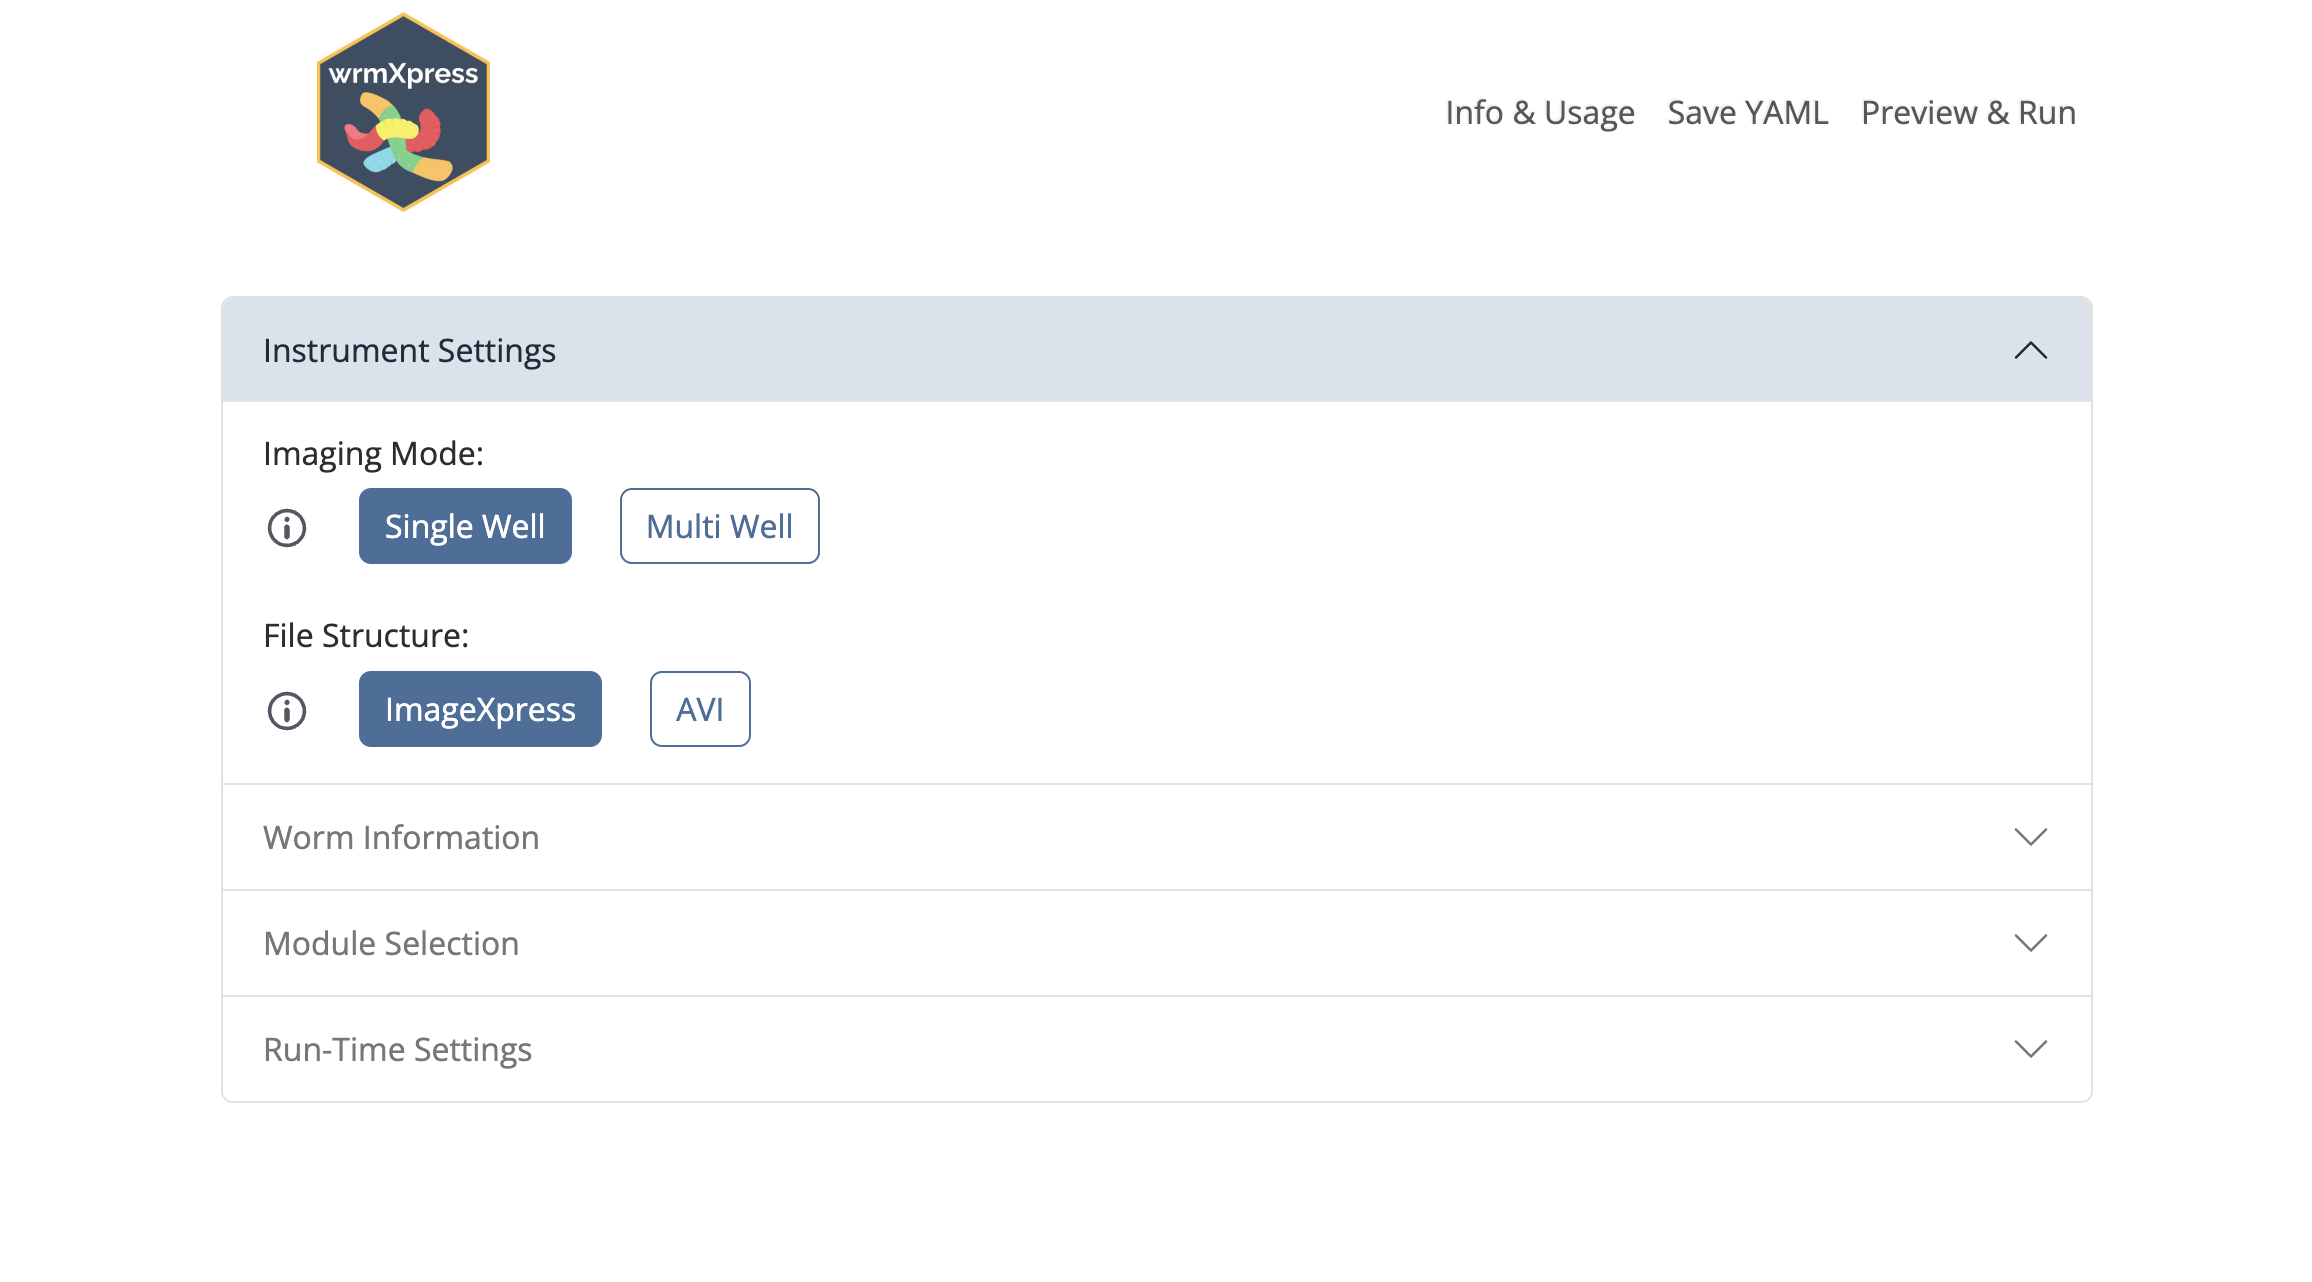 wrmXpress
Info & Usage Save YAML Preview & Run
Instrument Settings
Imaging Mode:
Single Well Multi Well
File Structure:
ImageXpress AVI
Worm Information
Module Selection
Run-Time Settings